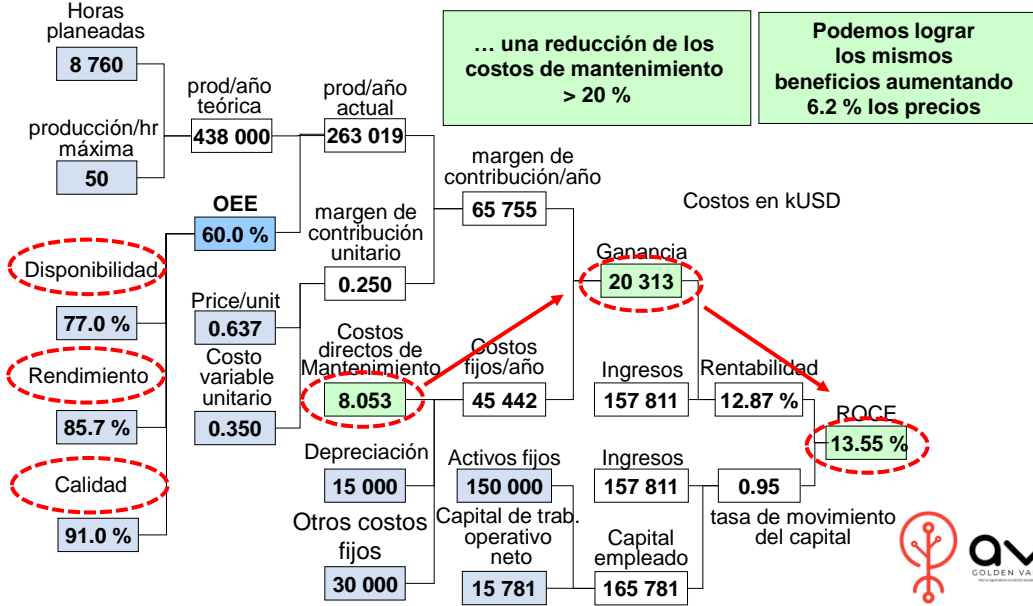 Horas
planeadas
8 760
producción/hr
máxima
50
prod/año
teórica
438 000
prod/año
actual
263 019
… una reducción de los
costos de mantenimiento
> 20 %
Podemos lograr
los mismos
beneficios aumentando
6.2 % los precios
OEE
60.0 %
margen de
contribución
unitario
0.250
margen de
contribución/año
65 755
Costos en kUSD
Disponibilidad
77.0 %
Rendimiento
85.7 %
Calidad
91.0 %
Price/unit
0.637
Costo
variable
unitario
0.350
Costos
directos de
Mantenimiento
8.053
Costos
fijos/año
45 442
Ganancia
20 313
Ingresos
157 811
Rentabilidad
12.87 %
ROCE
13.55 %
Depreciación
15 000
Otros costos
fijos
30 000
Activos fijos
150 000
Capital de trab.
operativo
neto
15 781
Ingresos
157 811
0.95
tasa de movimiento
del capital
Capital
empleado
165 781
GOLDEN VA